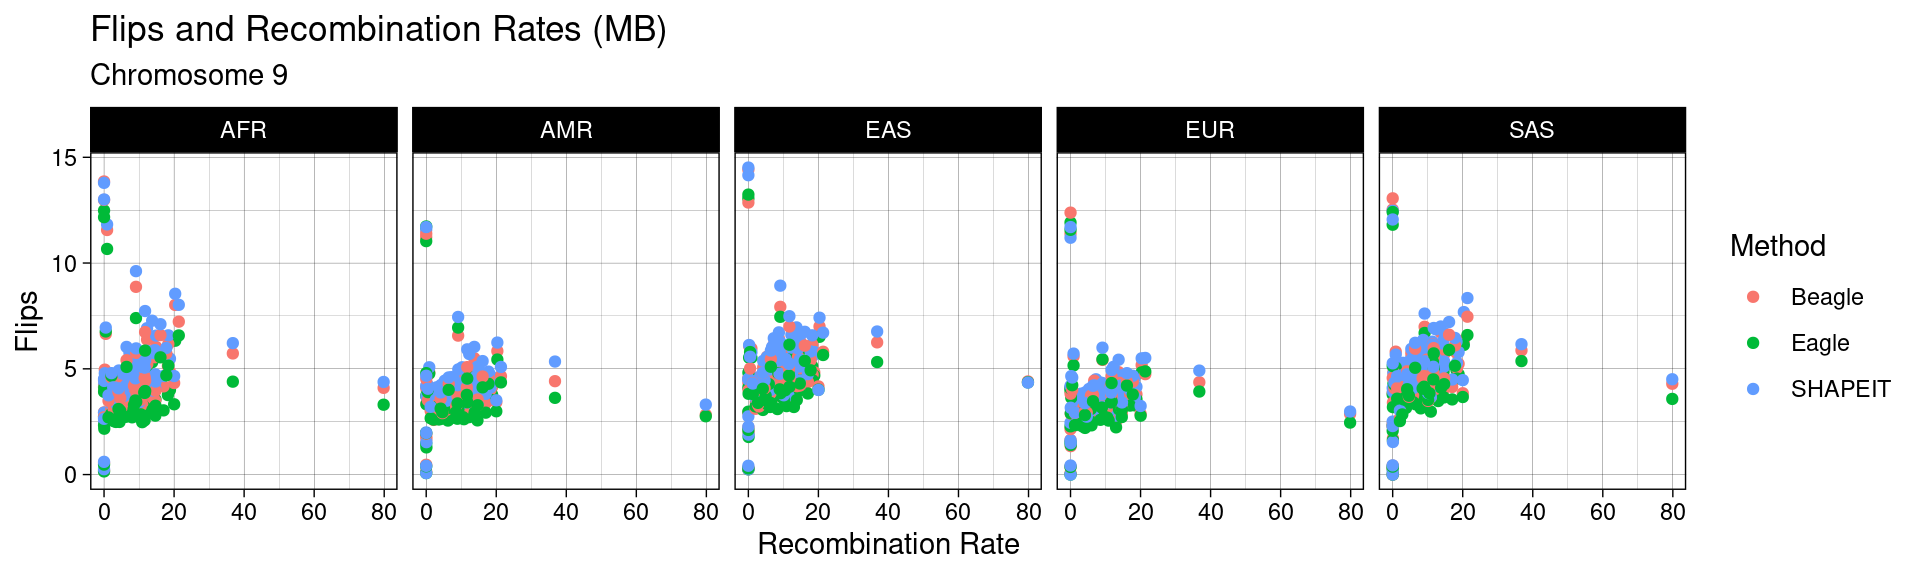 Flips and Recombination Rates (MB)
Chromosome 9
AFR
AMR
EAS
EUR
SAS
15
10
5
0
Flips
0 20 40 60 80
0 20 40 60 80
0 20 40 60 80
0 20 40 60 80
0 20 40 60 80
Recombination Rate
Method
Beagle
Eagle
SHAPEIT